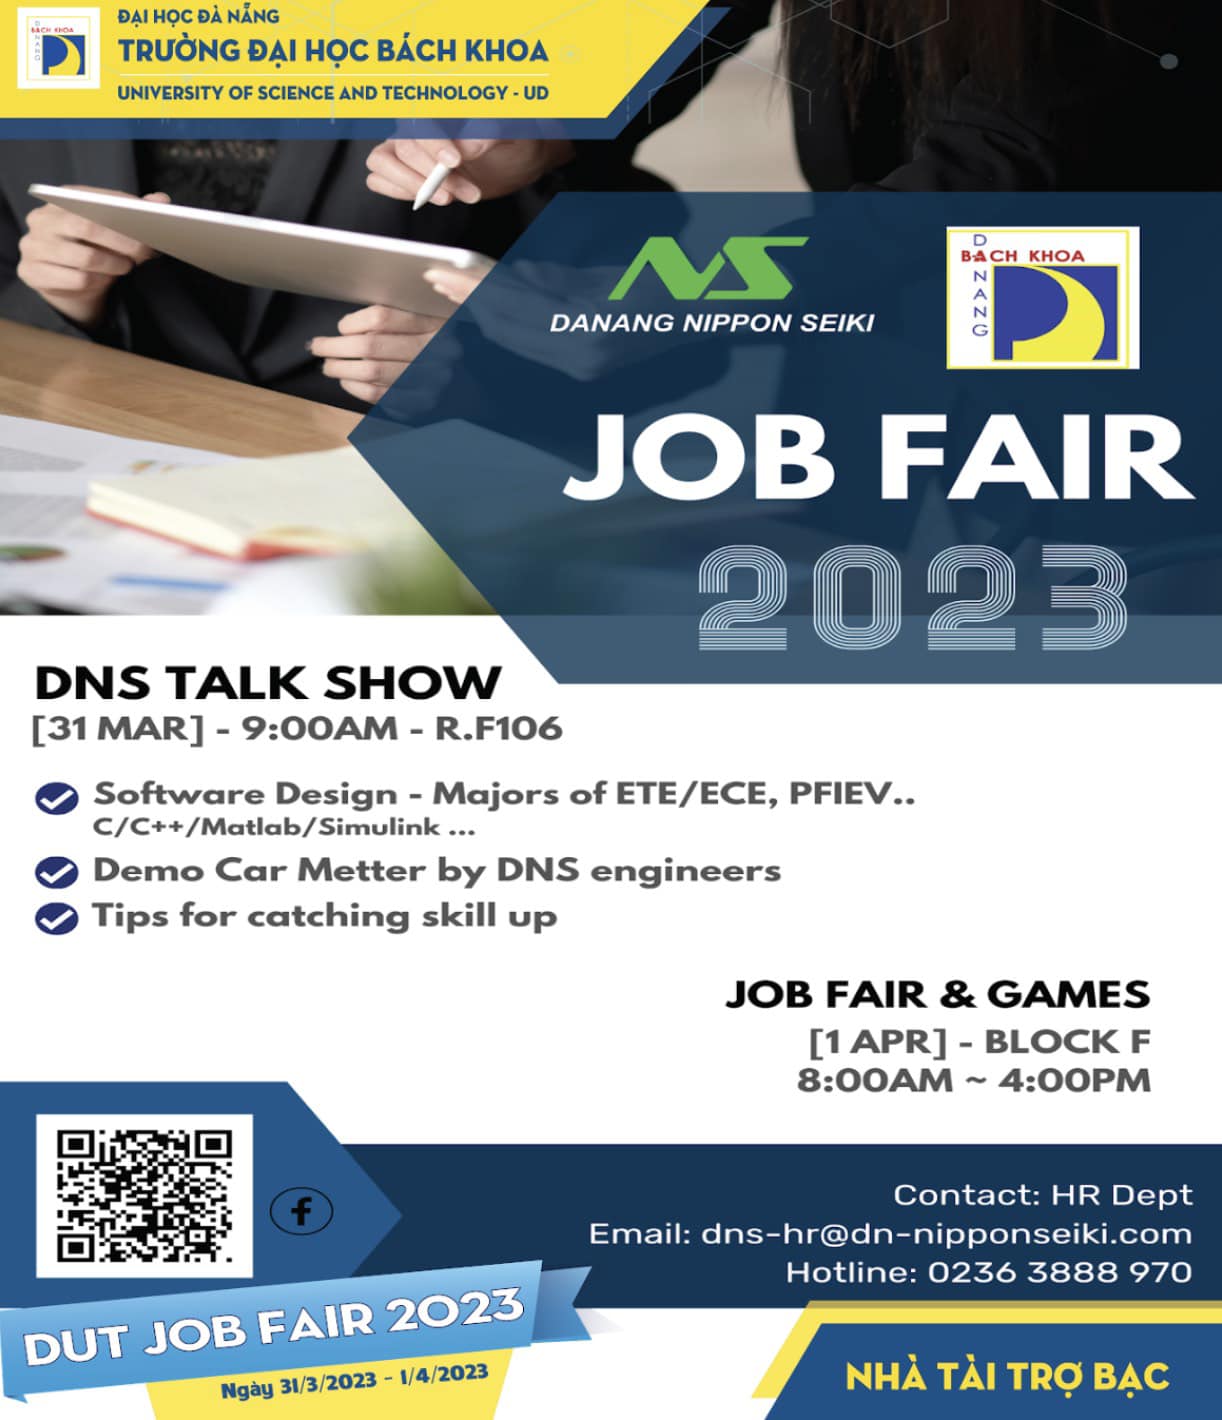 ĐẠI HỌC ĐÀ NẴNG
TRƯỜNG ĐẠI HỌC BÁCH KHOA
UNIVERSITY OF SCIENCE AND TECHNOLOGY - UD
BÁCH KHOA
DANANG
NS
DANANG NIPPON SEIKI
BÁCH KHOA
DANANG
JOB FAIR
2023
DNS TALK SHOW
[31 MAR] - 9:00AM - R.F106
Software Design - Majors of ETE/ECE, PFIEV..
C/C++/Matlab/Simulink ...
Demo Car Metter by DNS engineers
Tips for catching skill up
JOB FAIR & GAMES
[1 APR] - BLOCK F
8:00AM ~ 4:00PM
f
Contact: HR Dept
Email: dns-hr@dn-nipponseiki.com
Hotline: 0236 3888 970
DUT JOB FAIR 2023
Ngày 31/3/2023 - 1/4/2023
NHÀ TÀI TRỢ BẠC